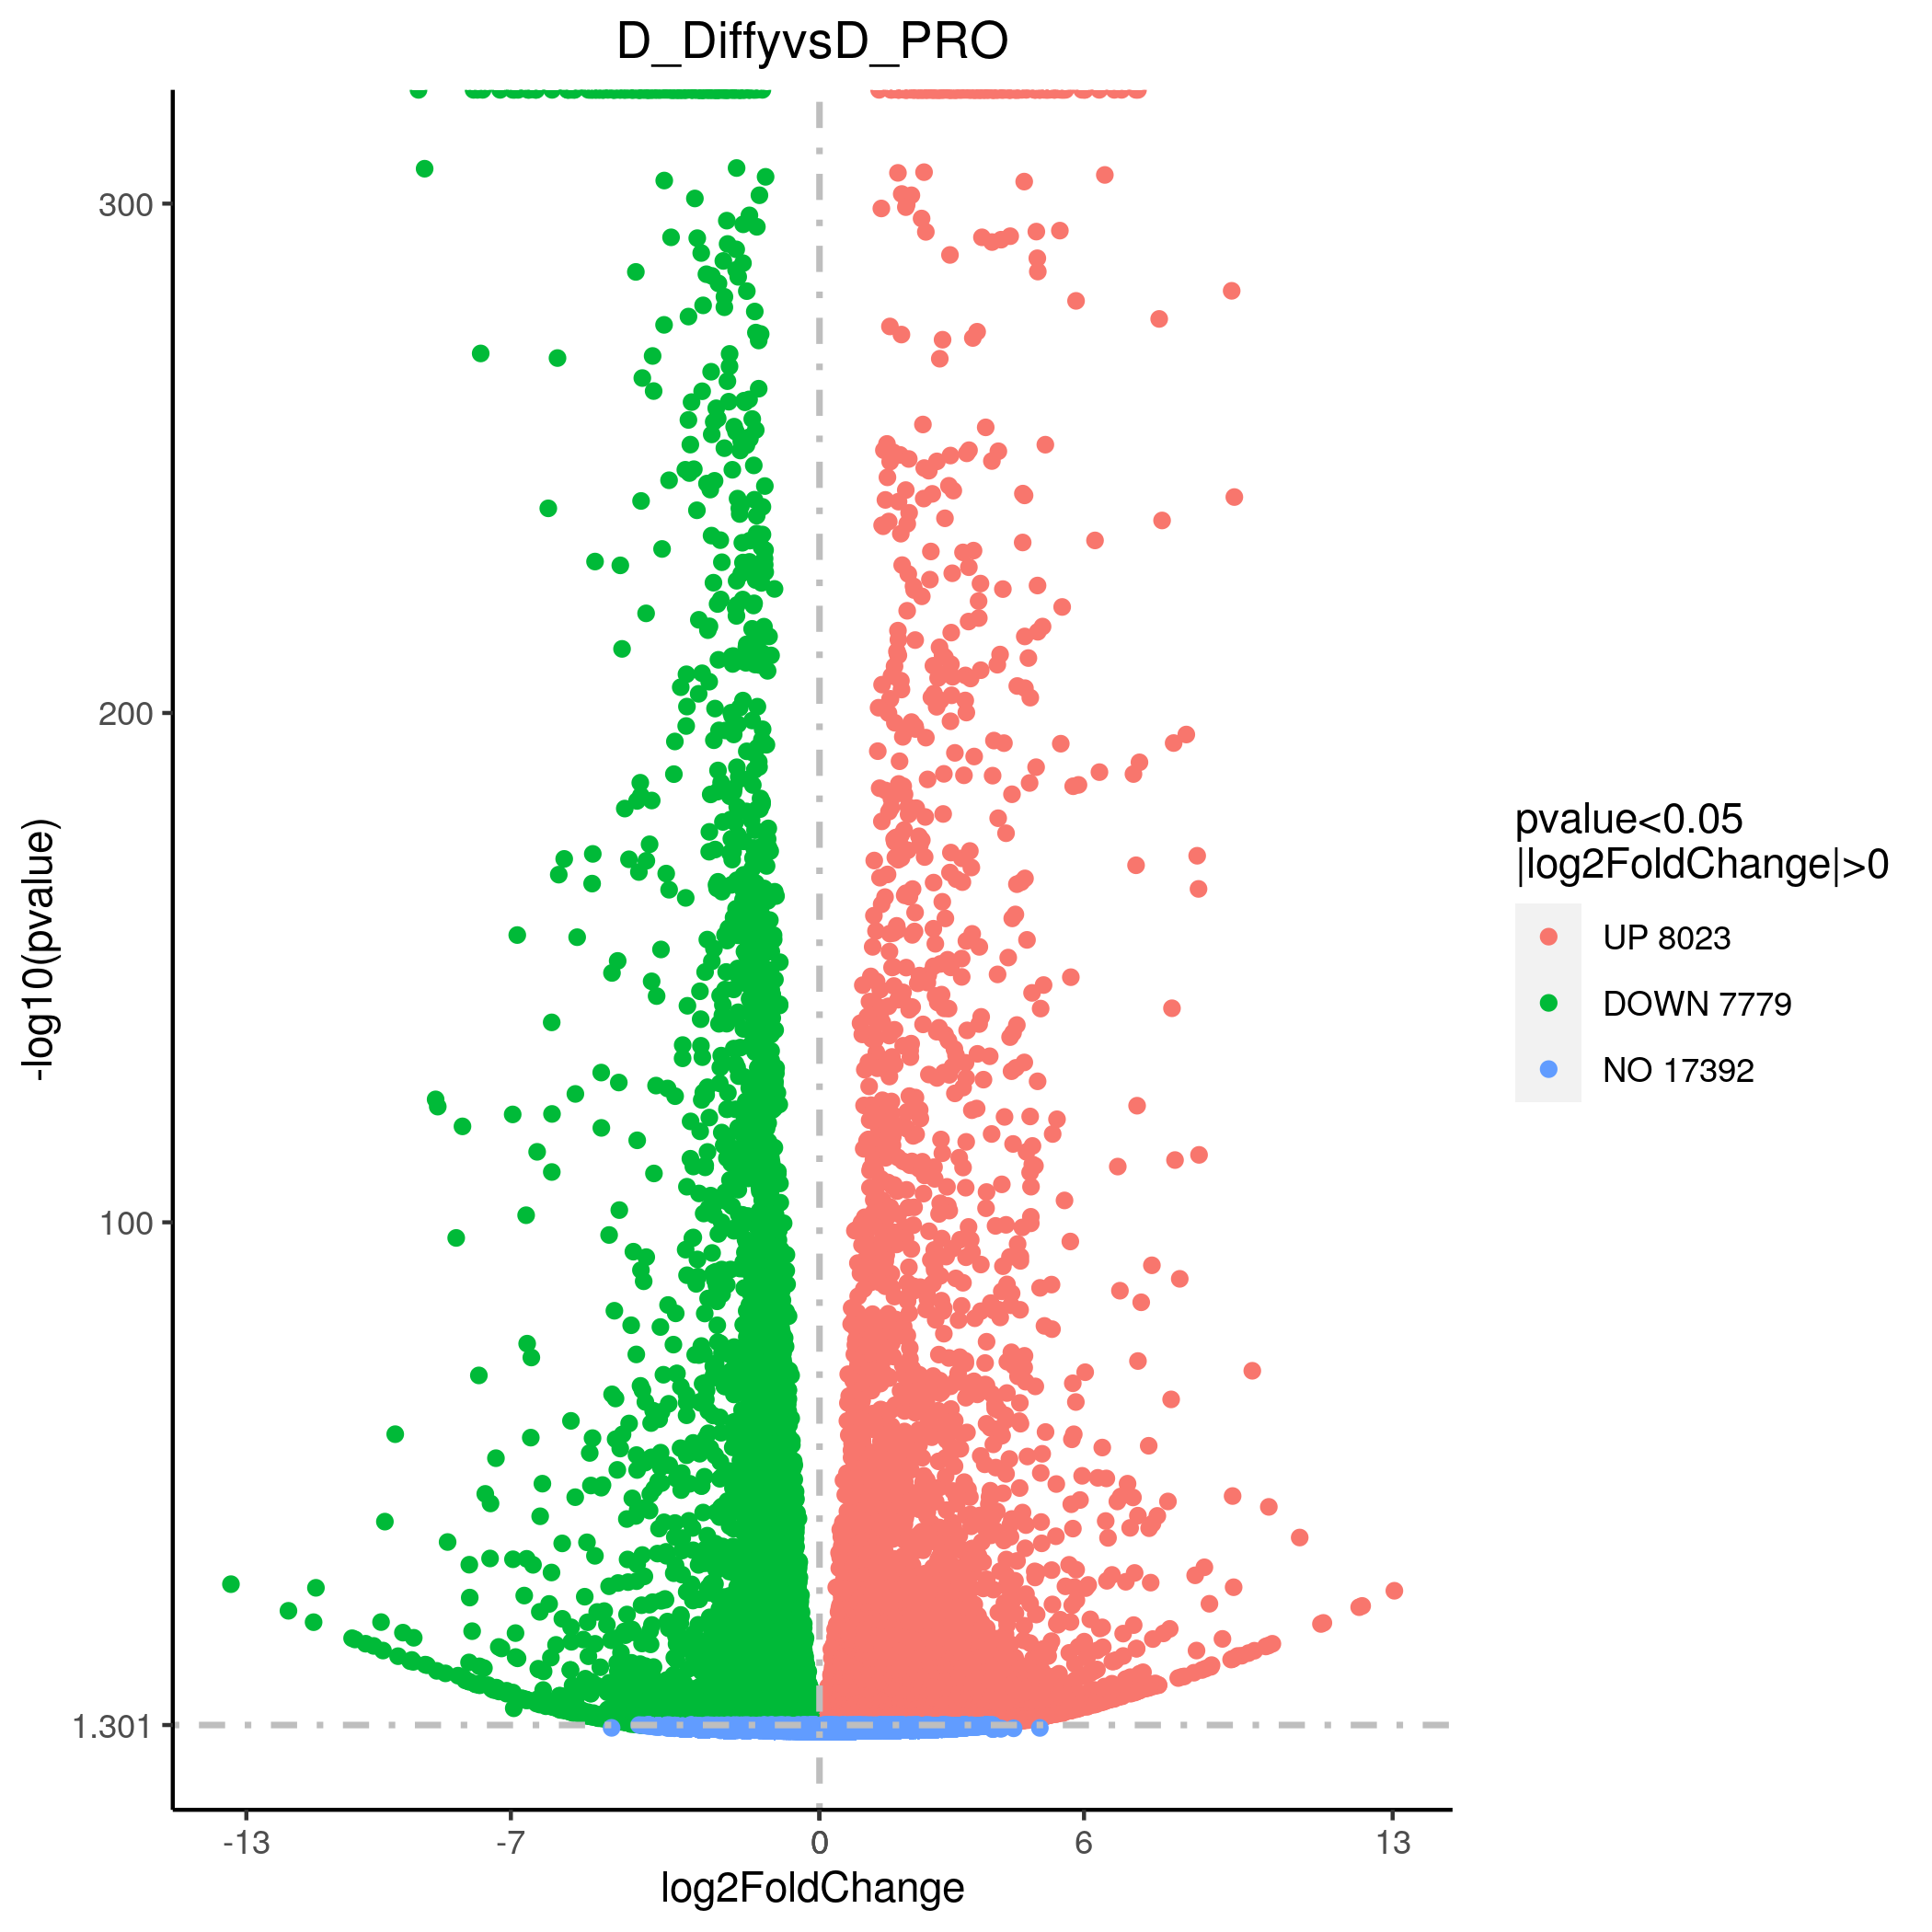 D_DiffyvsD_PRO
-log10(pvalue)
300
200
100
1.301
-13
-7
0
6
13
log2FoldChange
pvalue<0.05
|log2FoldChange|>0
UP 8023
DOWN 7779
NO 17392